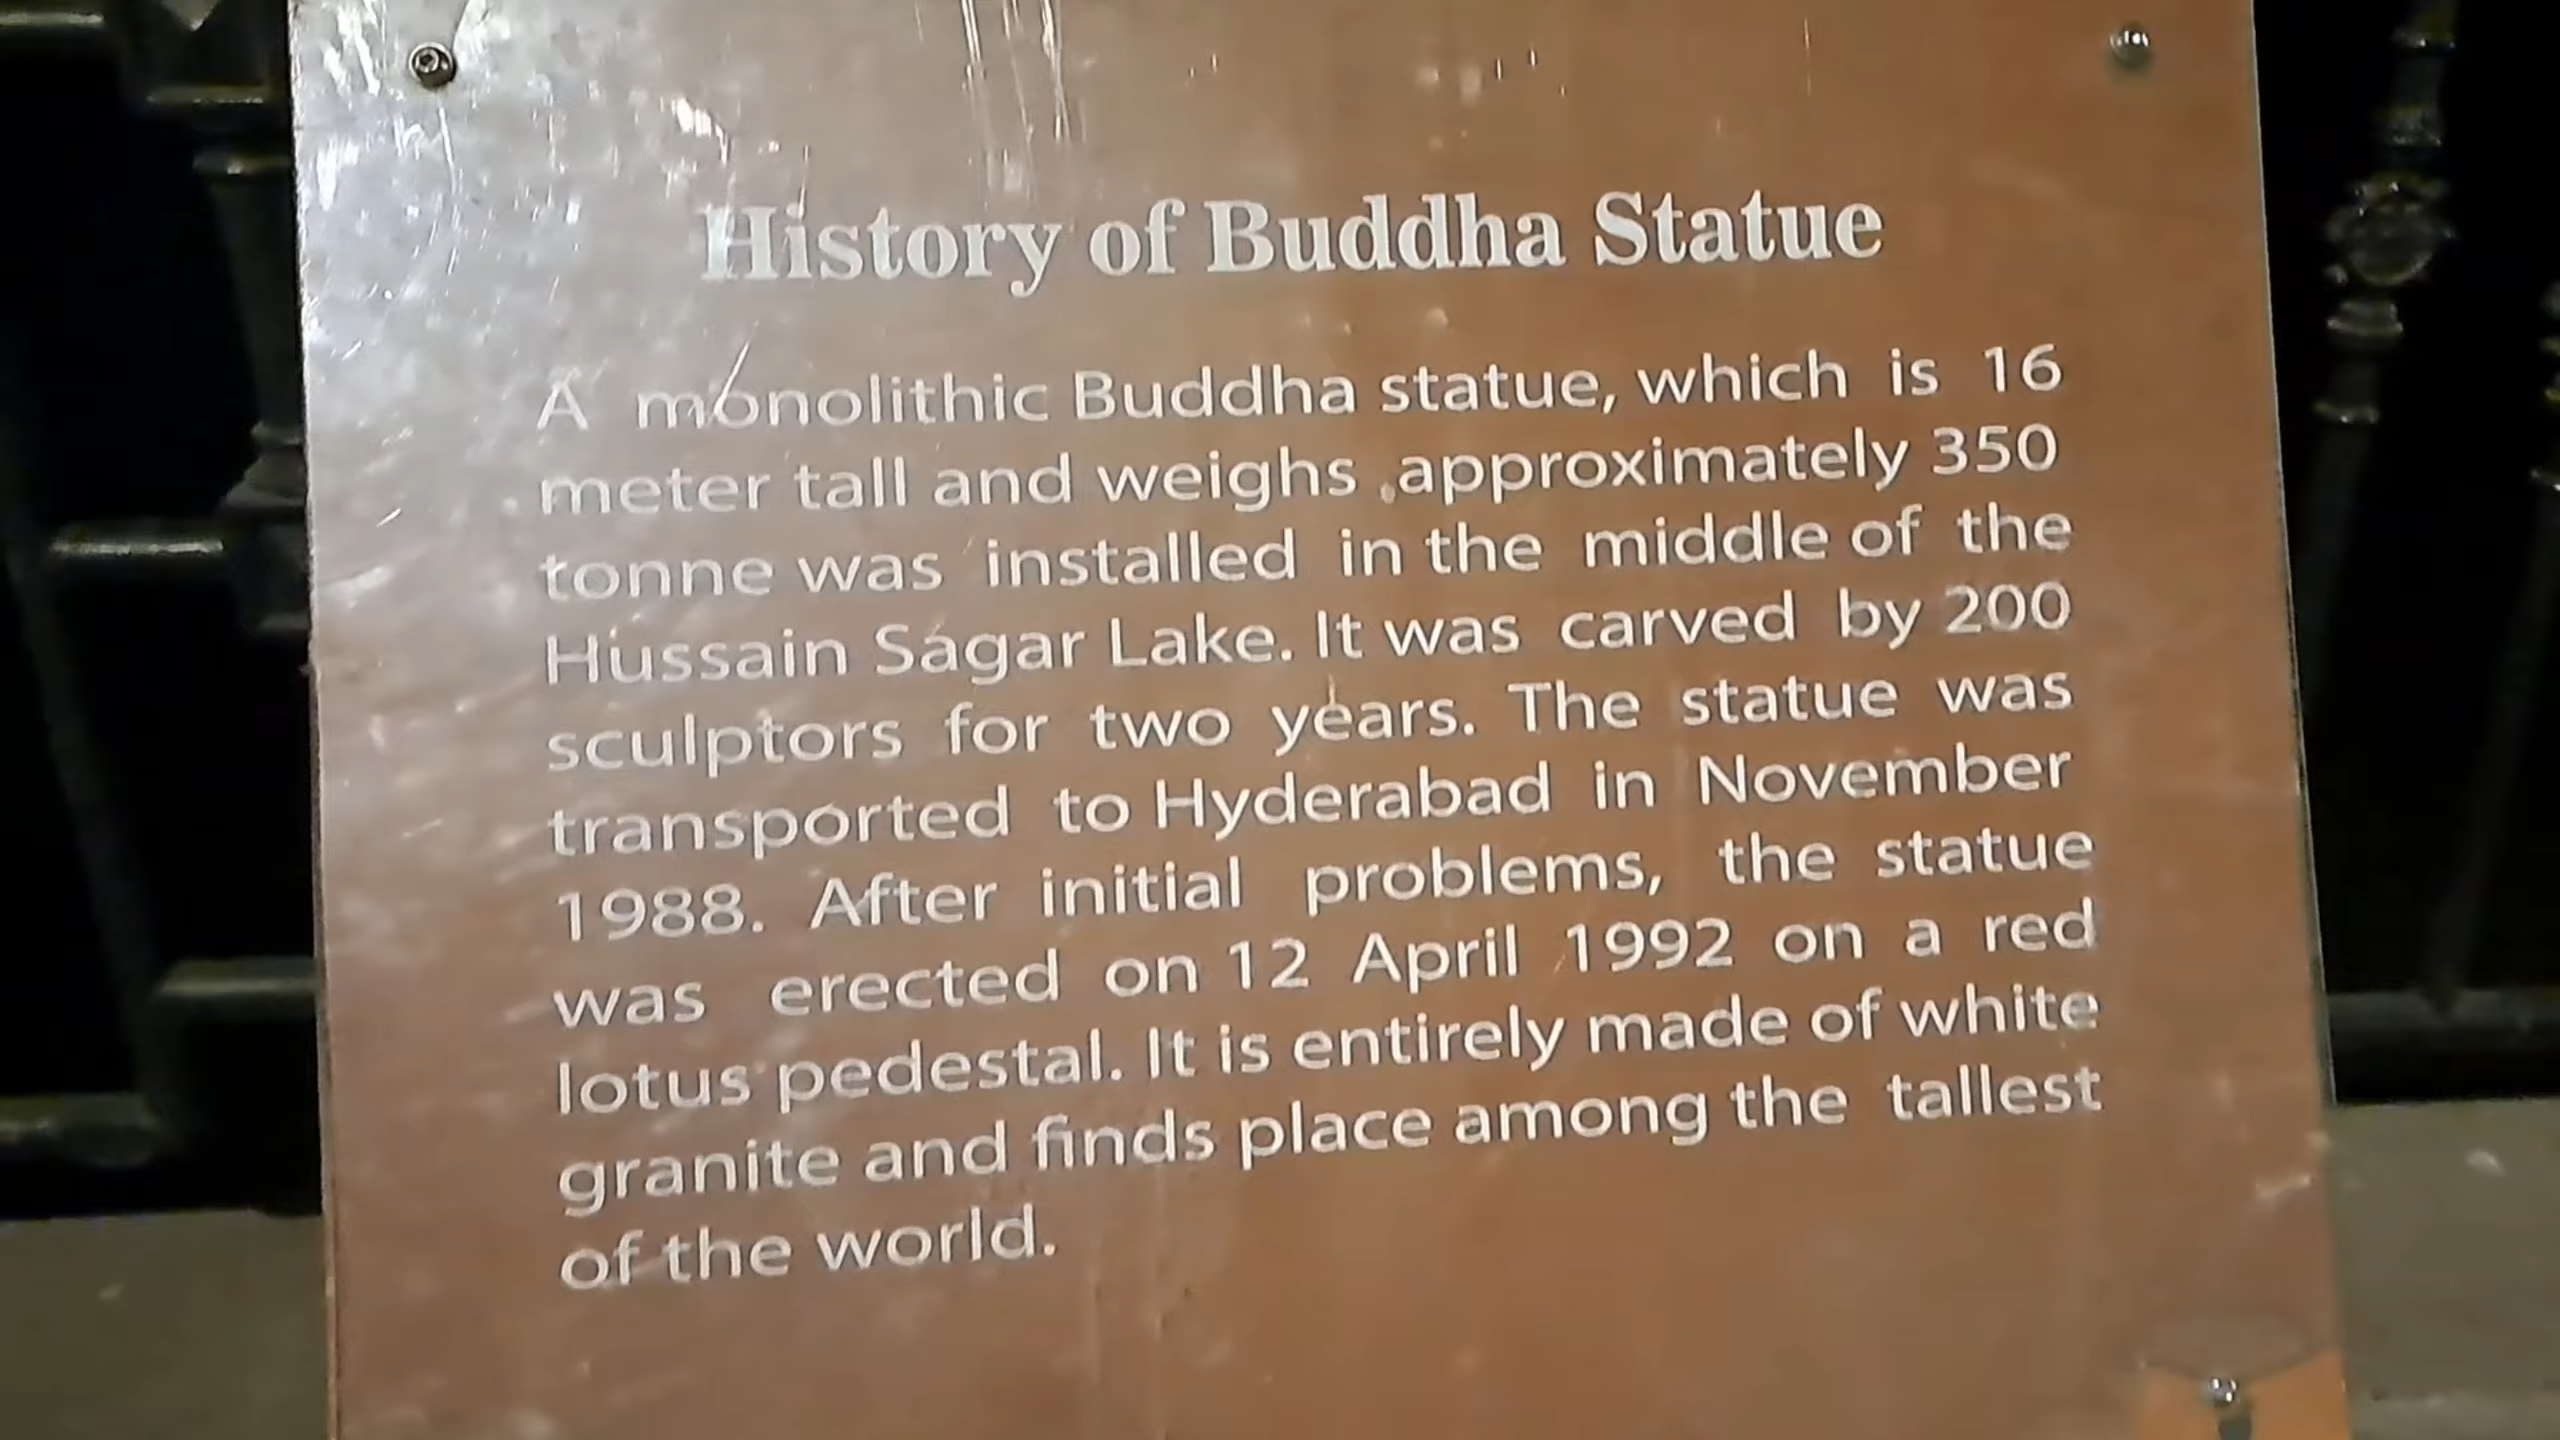 History of Buddha Statue
A monolithic Buddha statue, which is 16
meter tall and weighs approximately 350
tonne was installed in the middle of the
Hussain Sagar Lake. It was carved by 200
sculptors for two years. The statue was
transported to Hyderabad in November
1988. After initial problems, the statue
was erected on 12 April 1992 on a red
lotus pedestal. It is entirely made of white
granite and finds place among the tallest
of the world.